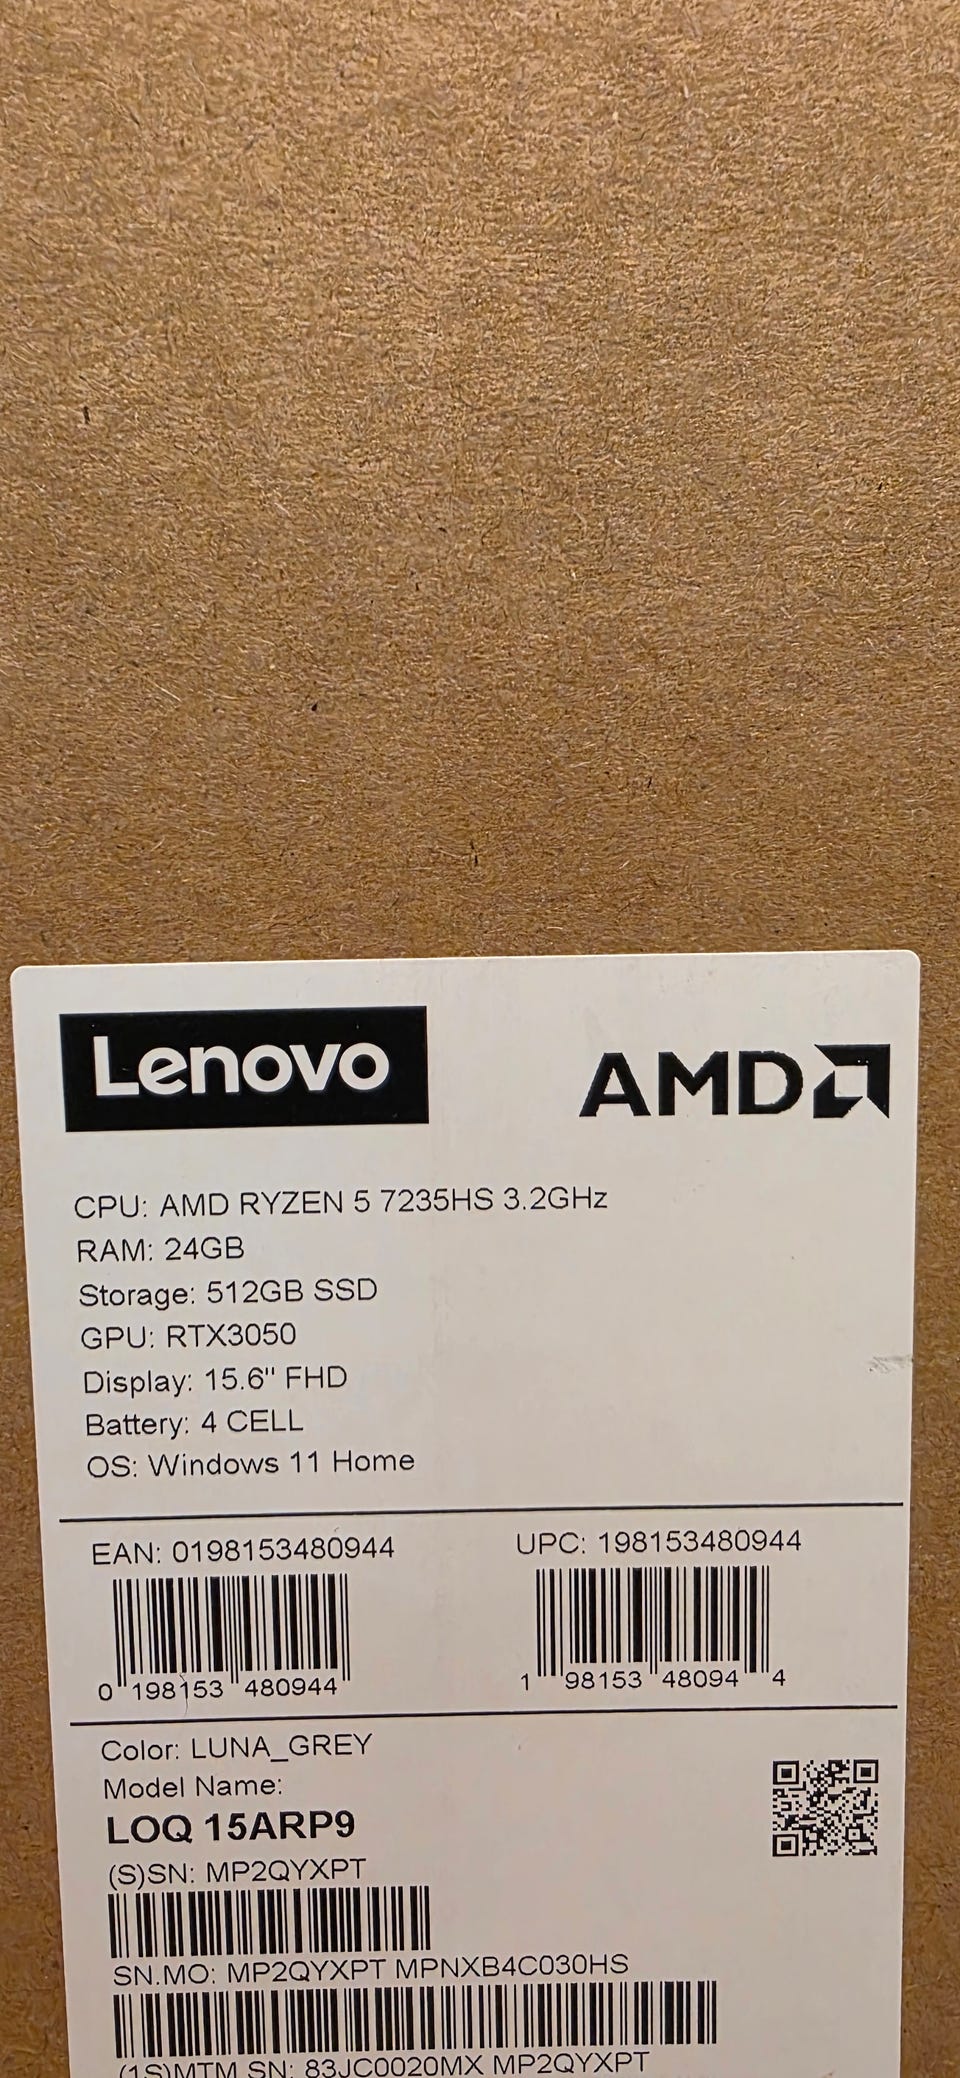 Lenovo
AMD
CPU: AMD RYZEN 5 7235HS 3.2GHz
RAM: 24GB
Storage: 512GB SSD
GPU: RTX3050
Display: 15.6" FHD
Battery: 4 CELL
OS: Windows 11 Home
EAN: 0198153480944
UPC: 198153480944
0 198153 480944
1 98153 48094 4
Color: LUNA_GREY
Model Name:
LOQ 15ARP9
(S)SN: MP2QYXPT
SN.MO: MP2QYXPT MPNXB4C030HS
(1S)MTM SN: 83JC0020MX MP2QYXPT